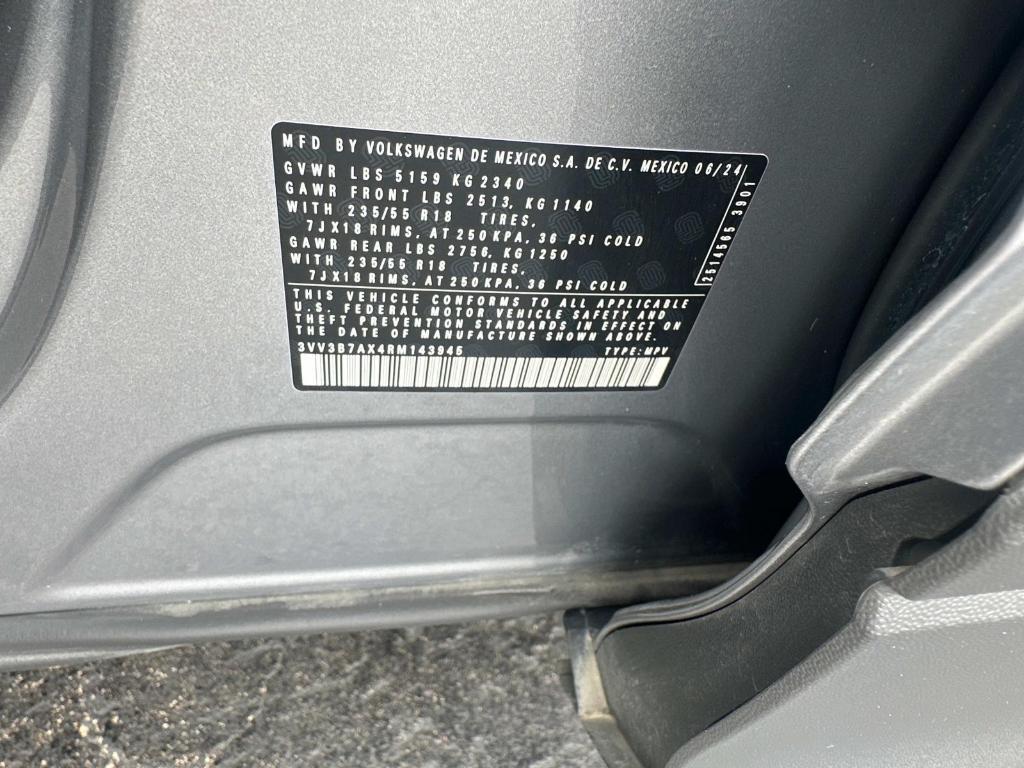 MFD BY VOLKSWAGEN DE MEXICO S.A. DE C.V. MEXICO 06/24
GVWR LBS 5159 KG 2340
GAWR FRONT LBS 2513, KG 1140
WITH 235/55 R18 TIRES,
7JX18 RIMS, AT 250 KPA, 36 PSI COLD
GAWR REAR LBS 2756, KG 1250
WITH 235/55 R18 TIRES,
7JX18 RIMS, AT 250 KPA, 36 PSI COLD
2514565 3901
THIS VEHICLE CONFORMS TO ALL APPLICABLE
U.S. FEDERAL MOTOR VEHICLE SAFETY AND
THEFT PREVENTION STANDARDS IN EFFECT ON
THE DATE OF MANUFACTURE SHOWN ABOVE.
3VV3B7AX4RM143945 TYPE: MPV